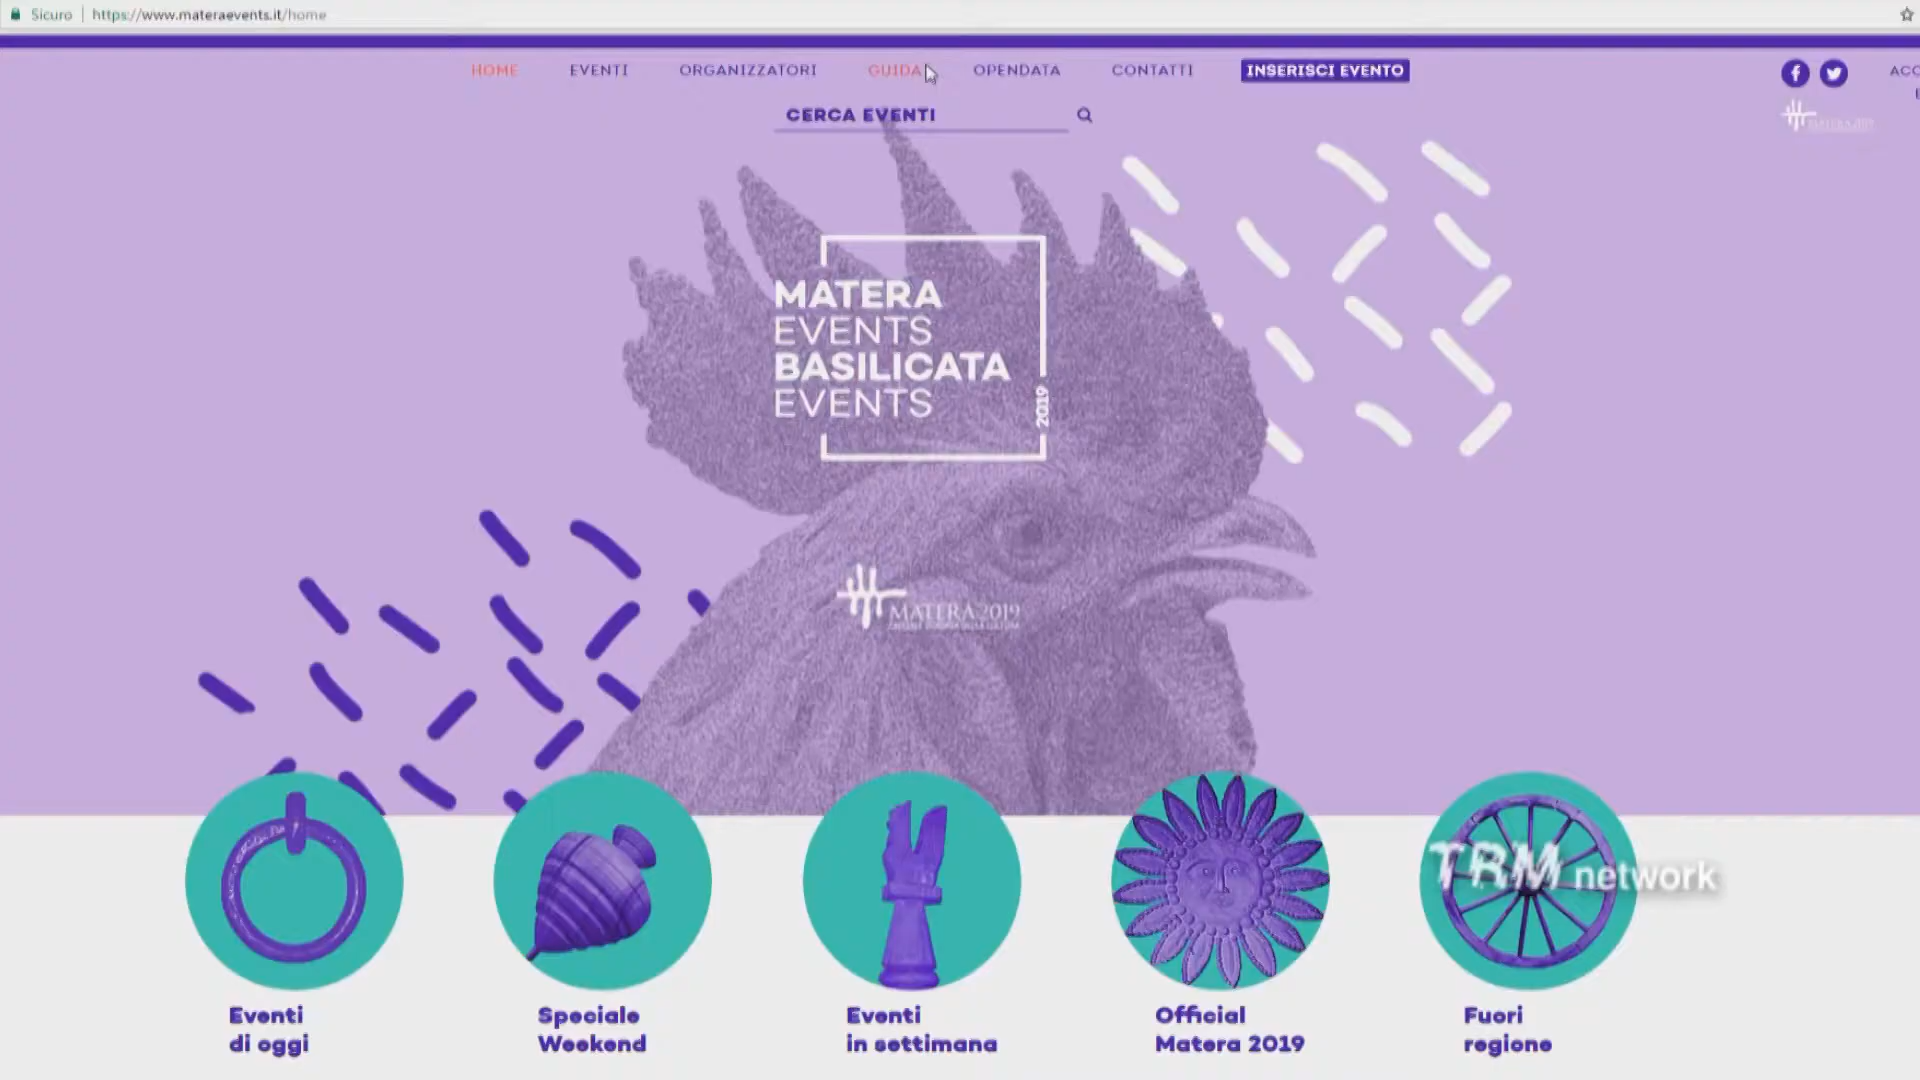 Sicuro https://www.materaevents.it/home
HOME EVENTI ORGANIZZATORI GUIDA OPENDATA CONTATTI INSERISCI EVENTO
CERCA EVENTI
MATERA
EVENTS
BASILICATA
EVENTS
2019
MATERA 2019
TRM network
Eventi
di oggi
Speciale
Weekend
Eventi
in settimana
Official
Matera 2019
Fuori
regione